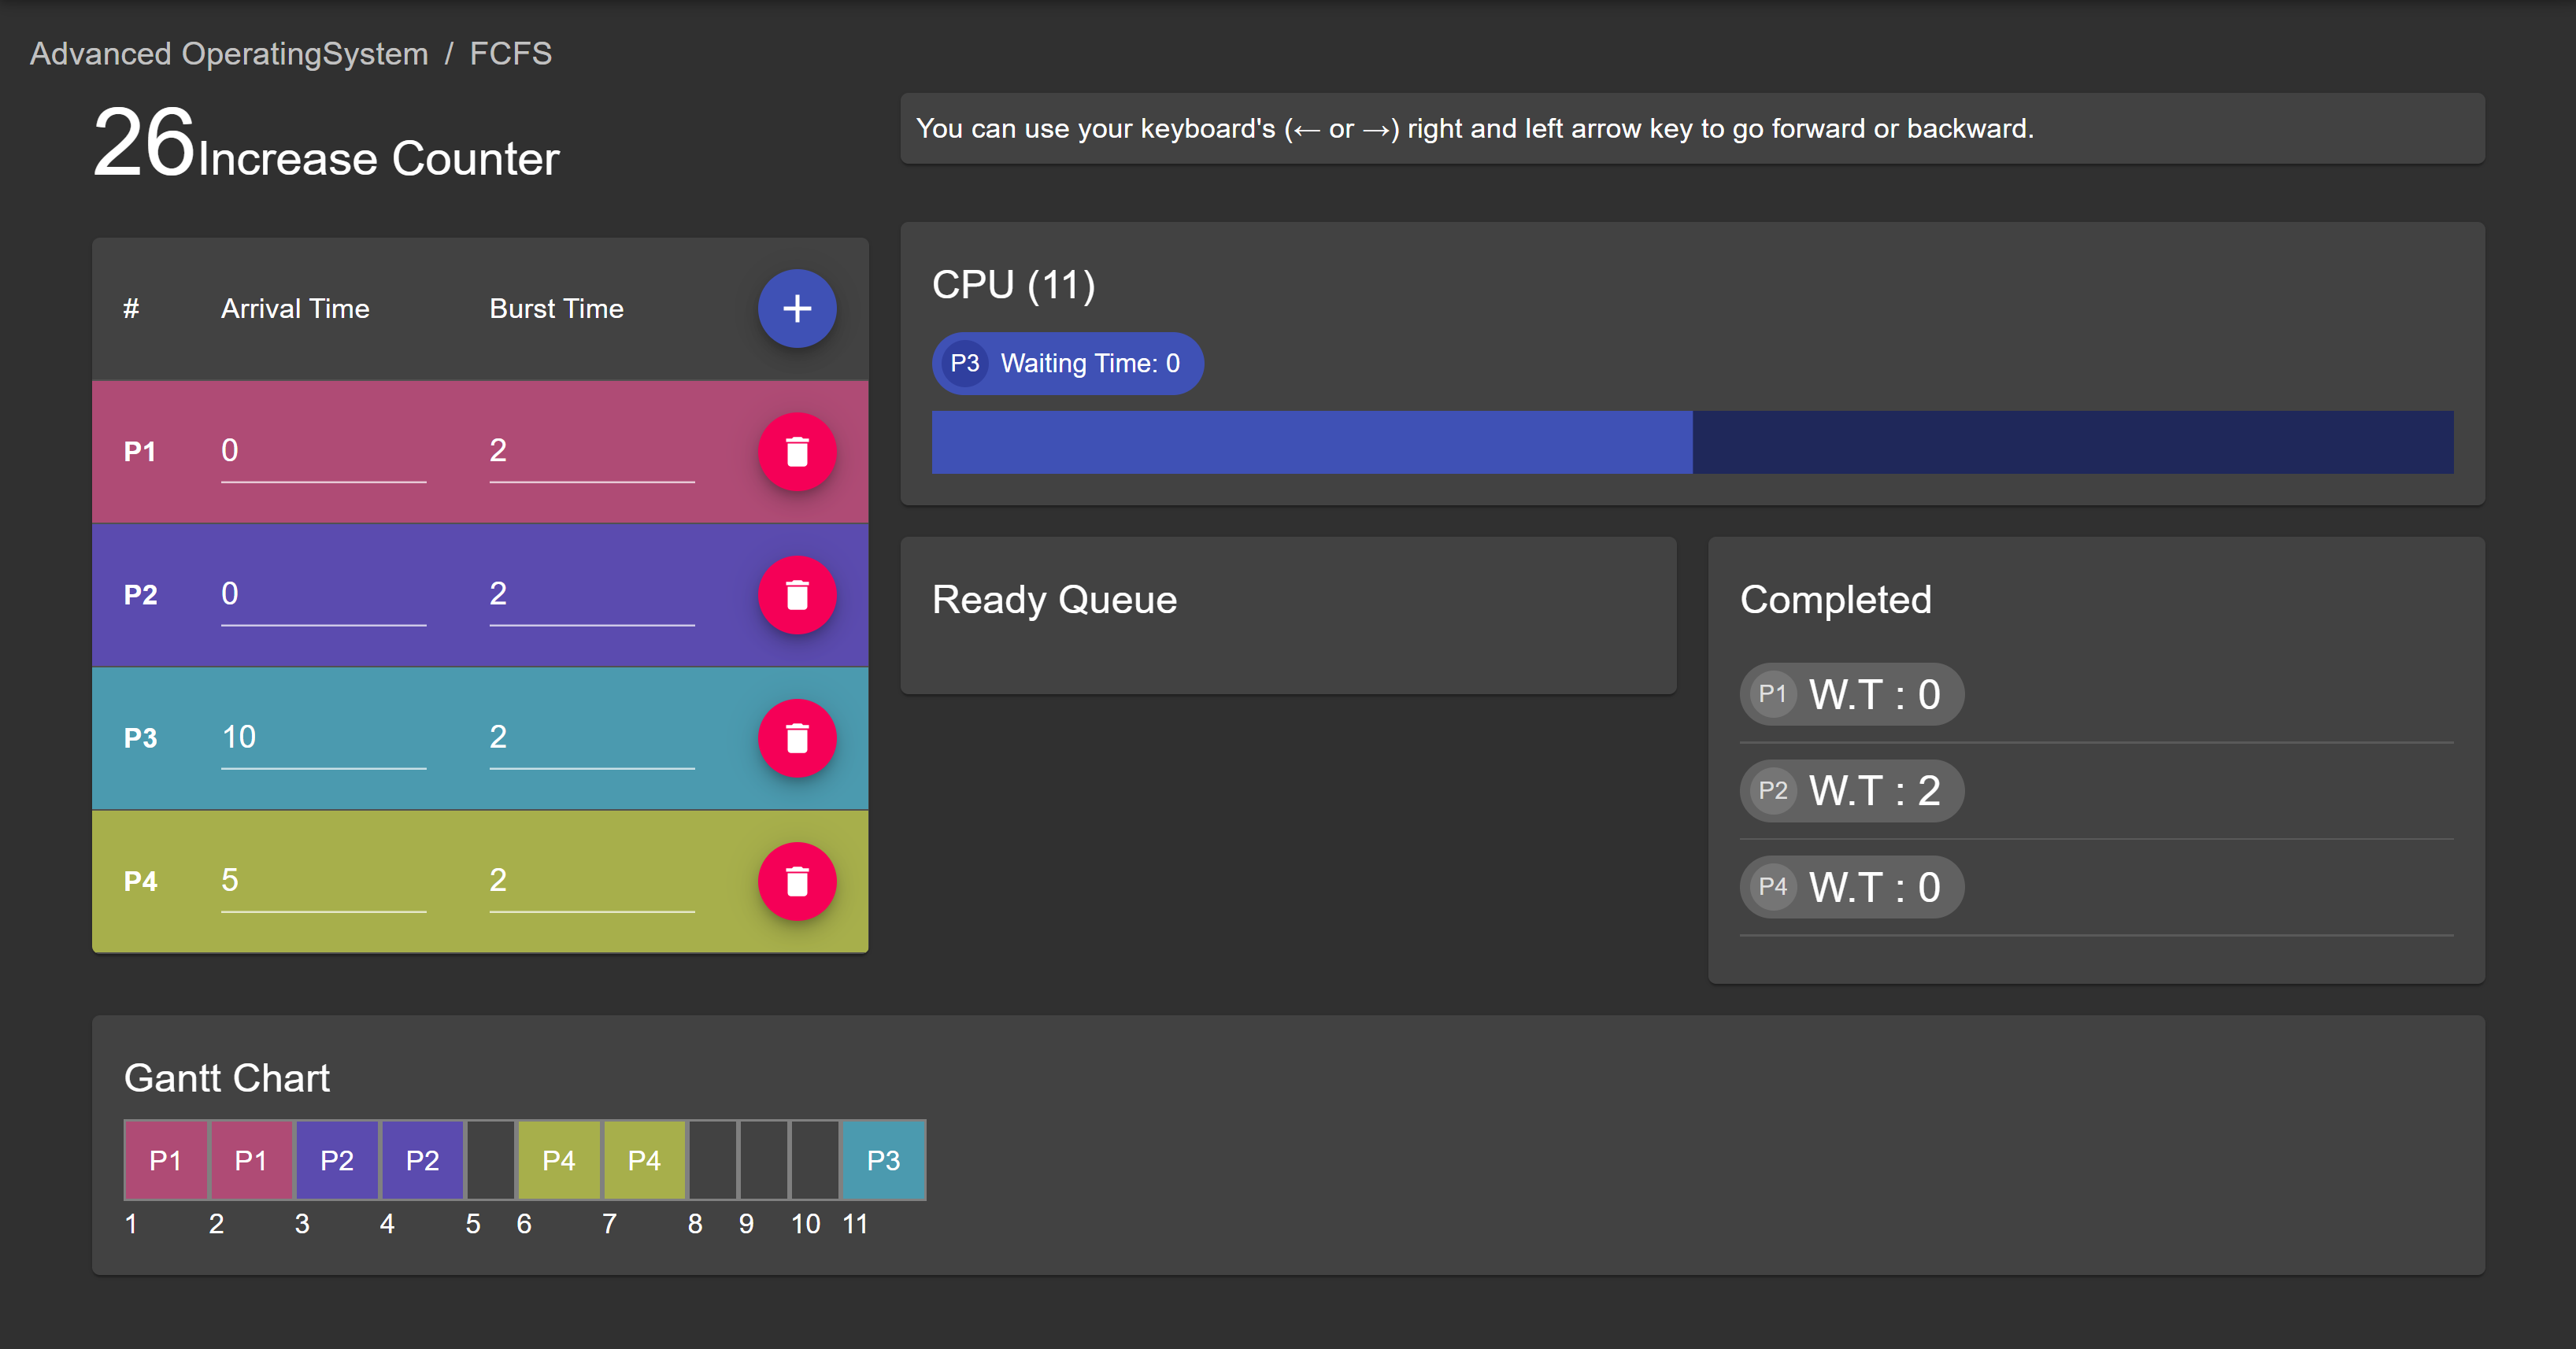 Advanced OperatingSystem / FCFS
26 Increase Counter
You can use your keyboard's (← or →) right and left arrow key to go forward or backward.
# Arrival Time Burst Time +
P1 0 2
P2 0 2
P3 10 2
P4 5 2
CPU (11)
P3 Waiting Time: 0
Ready Queue
Completed
P1 W.T : 0
P2 W.T : 2
P4 W.T : 0
Gantt Chart
P1 P1 P2 P2 P4 P4 P3
1 2 3 4 5 6 7 8 9 10 11